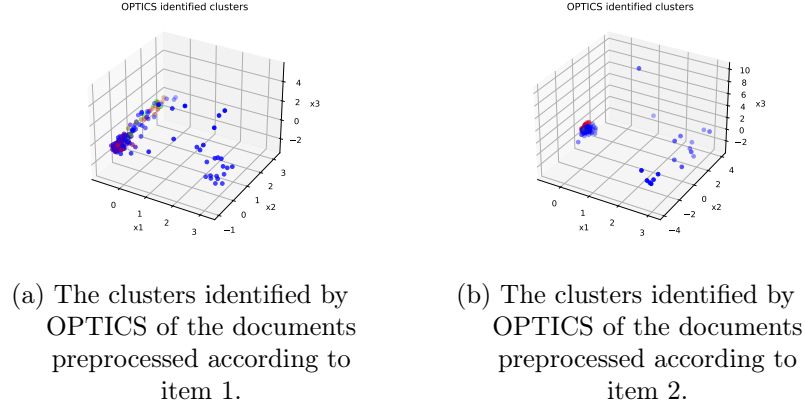 OPTICS identified clusters
4
2
0
−2
x3
0
1
2
3
x1
−1
0
1
2
3
x2
(a) The clusters identified by
OPTICS of the documents
preprocessed according to
item 1.
OPTICS identified clusters
10
8
6
4
2
0
−2
x3
0
1
2
3
x1
−4
−2
0
2
4
x2
(b) The clusters identified by
OPTICS of the documents
preprocessed according to
item 2.